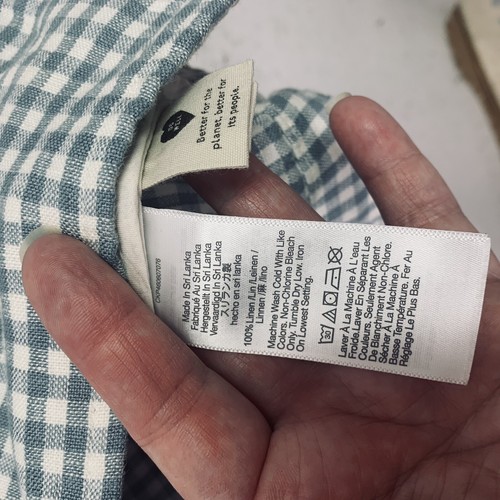 DO
WELL
Better for the
planet, better for
its people.
Made In Sri Lanka
Fabriqué Au Sri Lanka
Hergestellt In Sri Lanka
Vervaardigd In Sri Lanka
スリランカ製
hecho en sri lanka
100% Linen /Lin /Leinen /
Linnen /麻 /lino
Machine Wash Cold With Like
Colors. Non-Chlorine Bleach
Only. Tumble Dry Low. Iron
On Lowest Setting.
Laver À La Machine À L'eau
Froide.Laver En Séparant Les
Couleurs. Seulement Agent
De Blanchiment Non-Chlore.
Sécher À La Machine À
Basse Température. Fer Au
Réglage Le Plus Bas.